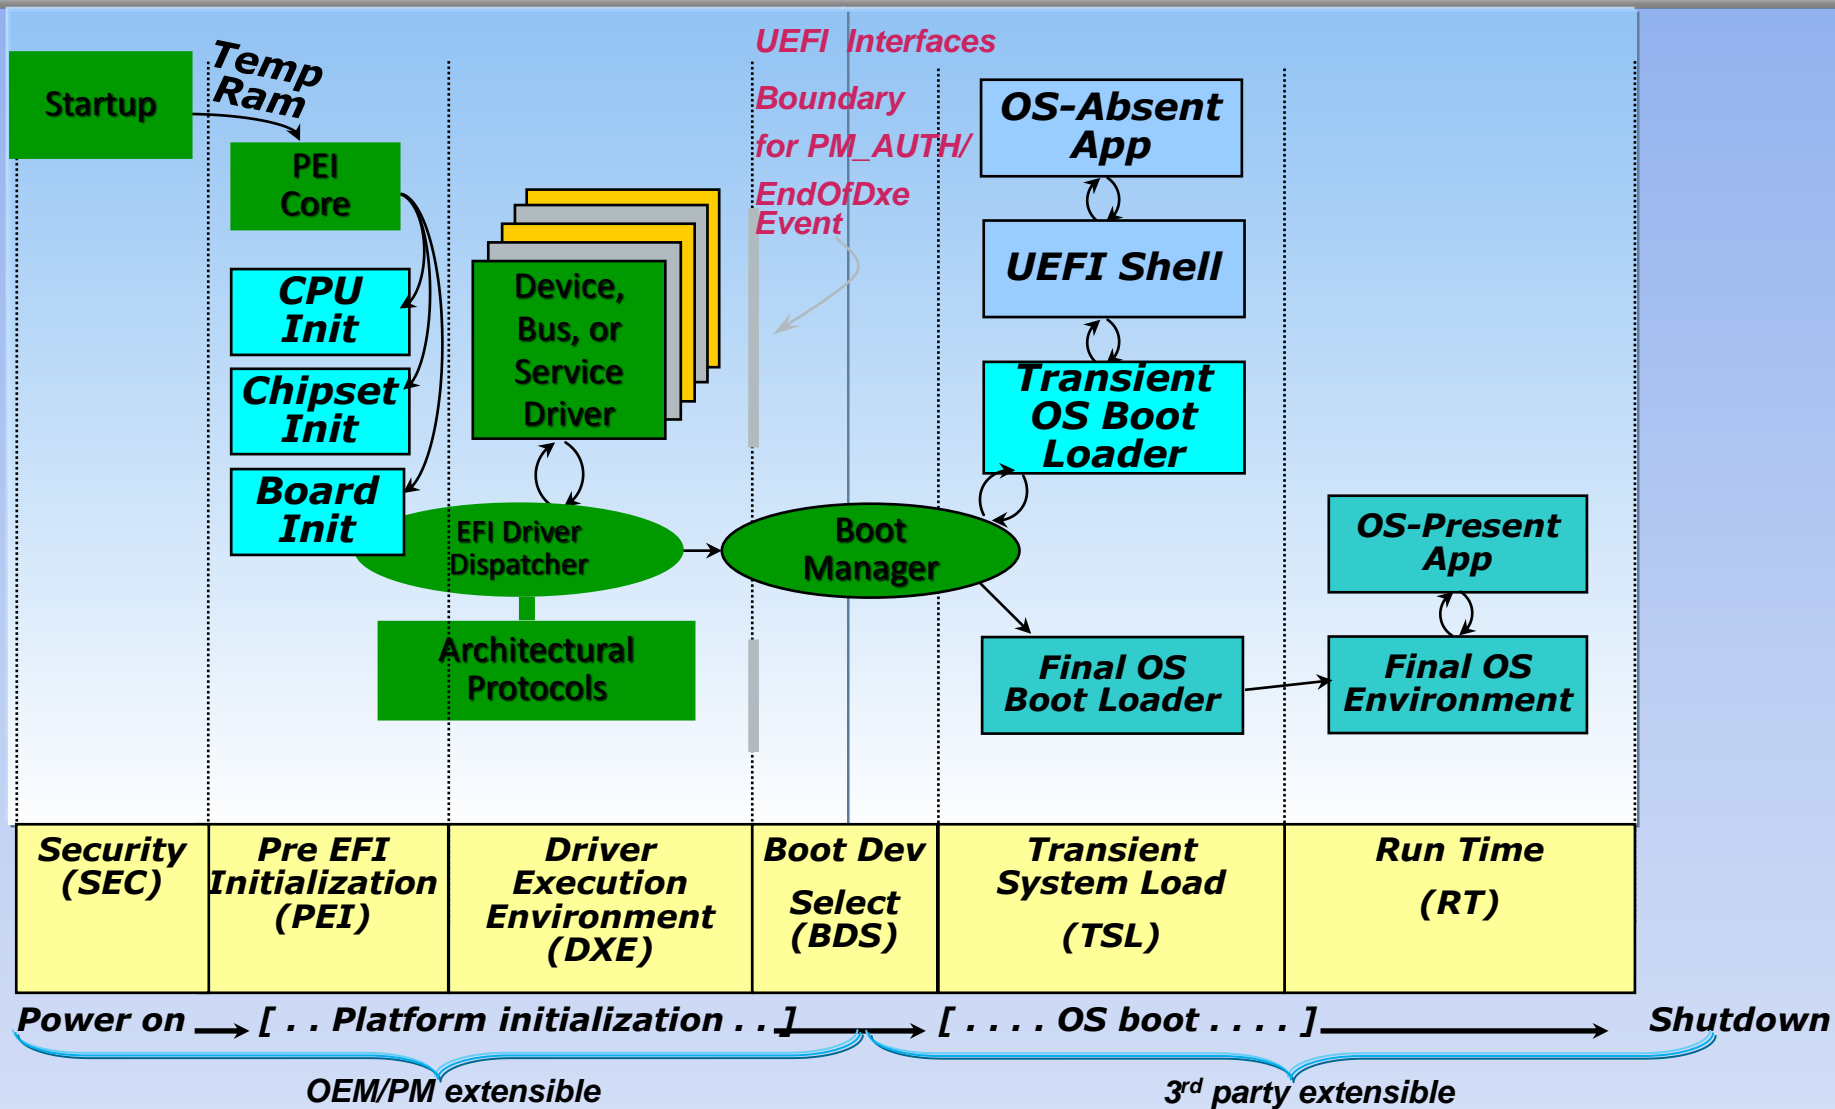 Startup
Temp
Ram
PEI
Core
CPU
Init
Chipset
Init
Board
Init
Device,
Bus, or
Service
Driver
EFI Driver
Dispatcher
Architectural
Protocols
UEFI Interfaces
Boundary
for PM_AUTH/
EndOfDxe
Event
Boot
Manager
OS-Absent
App
UEFI Shell
Transient
OS Boot
Loader
Final OS
Boot Loader
OS-Present
App
Final OS
Environment
Security
(SEC)
Pre EFI
Initialization
(PEI)
Driver
Execution
Environment
(DXE)
Boot Dev
Select
(BDS)
Transient
System Load
(TSL)
Run Time
(RT)
Power on [ . . Platform initialization . . ] [ . . . . OS boot . . . . ] Shutdown
OEM/PM extensible
3rd party extensible